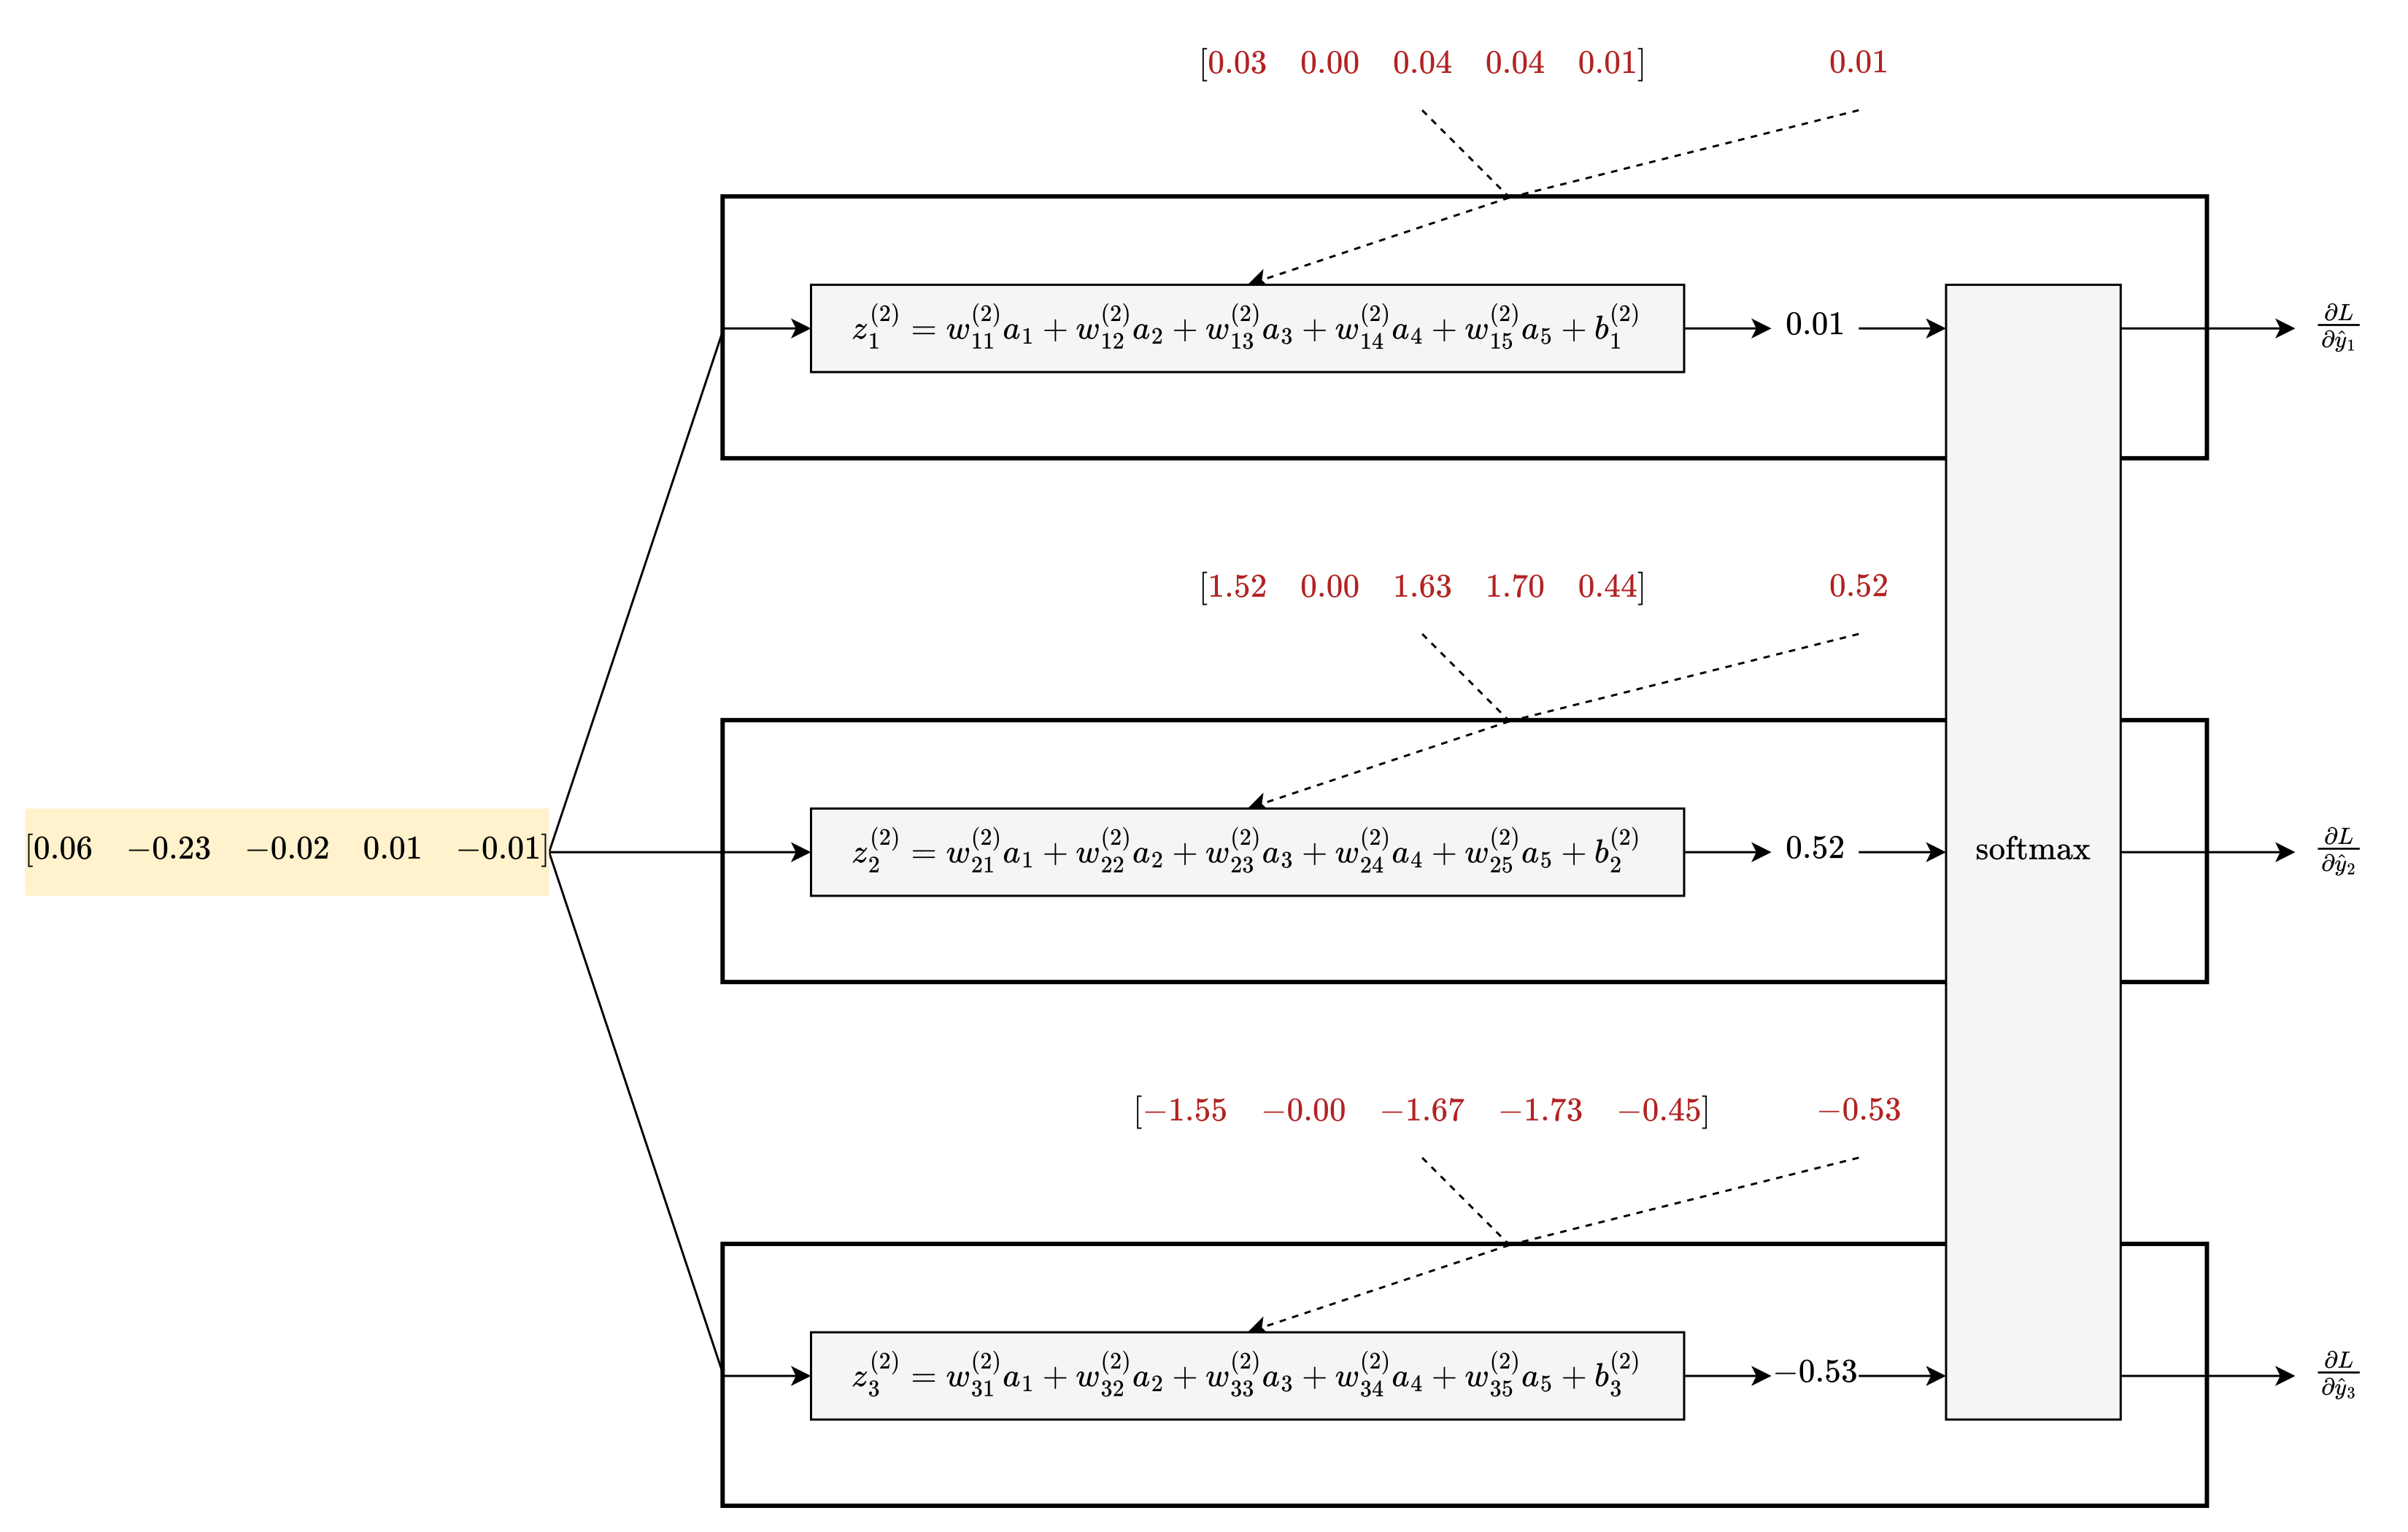 [0.03 0.00 0.04 0.04 0.01] 0.01
z_1^{(2)} = w_{11}^{(2)}a_1 + w_{12}^{(2)}a_2 + w_{13}^{(2)}a_3 + w_{14}^{(2)}a_4 + w_{15}^{(2)}a_5 + b_1^{(2)} 0.01 ∂L/∂ŷ_1
[1.52 0.00 1.63 1.70 0.44] 0.52
[0.06 −0.23 −0.02 0.01 −0.01] z_2^{(2)} = w_{21}^{(2)}a_1 + w_{22}^{(2)}a_2 + w_{23}^{(2)}a_3 + w_{24}^{(2)}a_4 + w_{25}^{(2)}a_5 + b_2^{(2)} 0.52 softmax ∂L/∂ŷ_2
[−1.55 −0.00 −1.67 −1.73 −0.45] −0.53
z_3^{(2)} = w_{31}^{(2)}a_1 + w_{32}^{(2)}a_2 + w_{33}^{(2)}a_3 + w_{34}^{(2)}a_4 + w_{35}^{(2)}a_5 + b_3^{(2)} −0.53 ∂L/∂ŷ_3